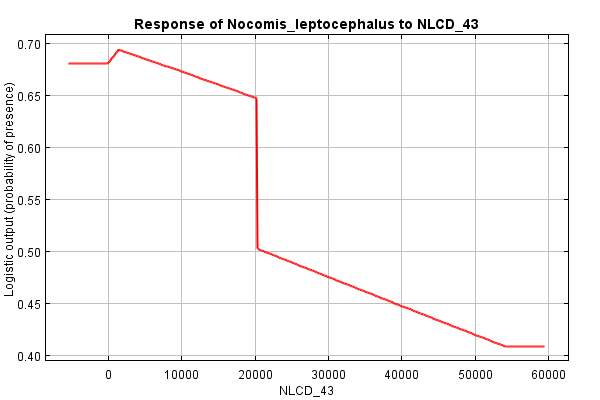 Response of Nocomis_leptocephalus to NLCD_43
Logistic output (probability of presence)
0.70
0.65
0.60
0.55
0.50
0.45
0.40
0 10000 20000 30000 40000 50000 60000
NLCD_43